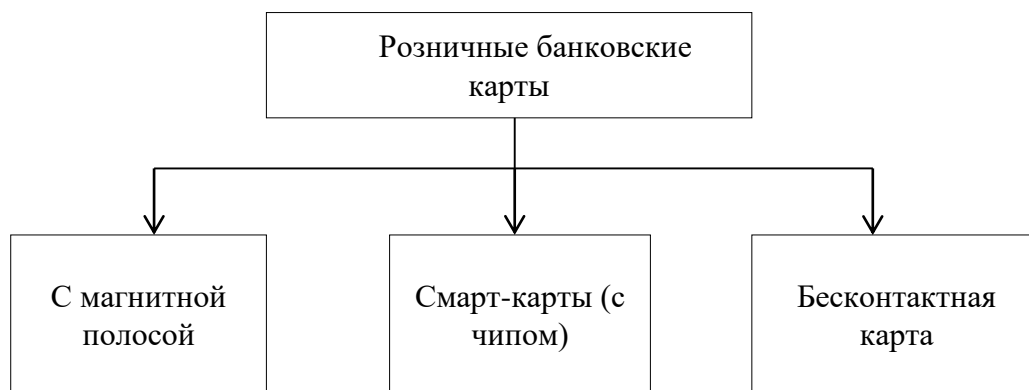 Розничные банковские
карты
С магнитной
полосой
Смарт-карты (с
чипом)
Бесконтактная
карта